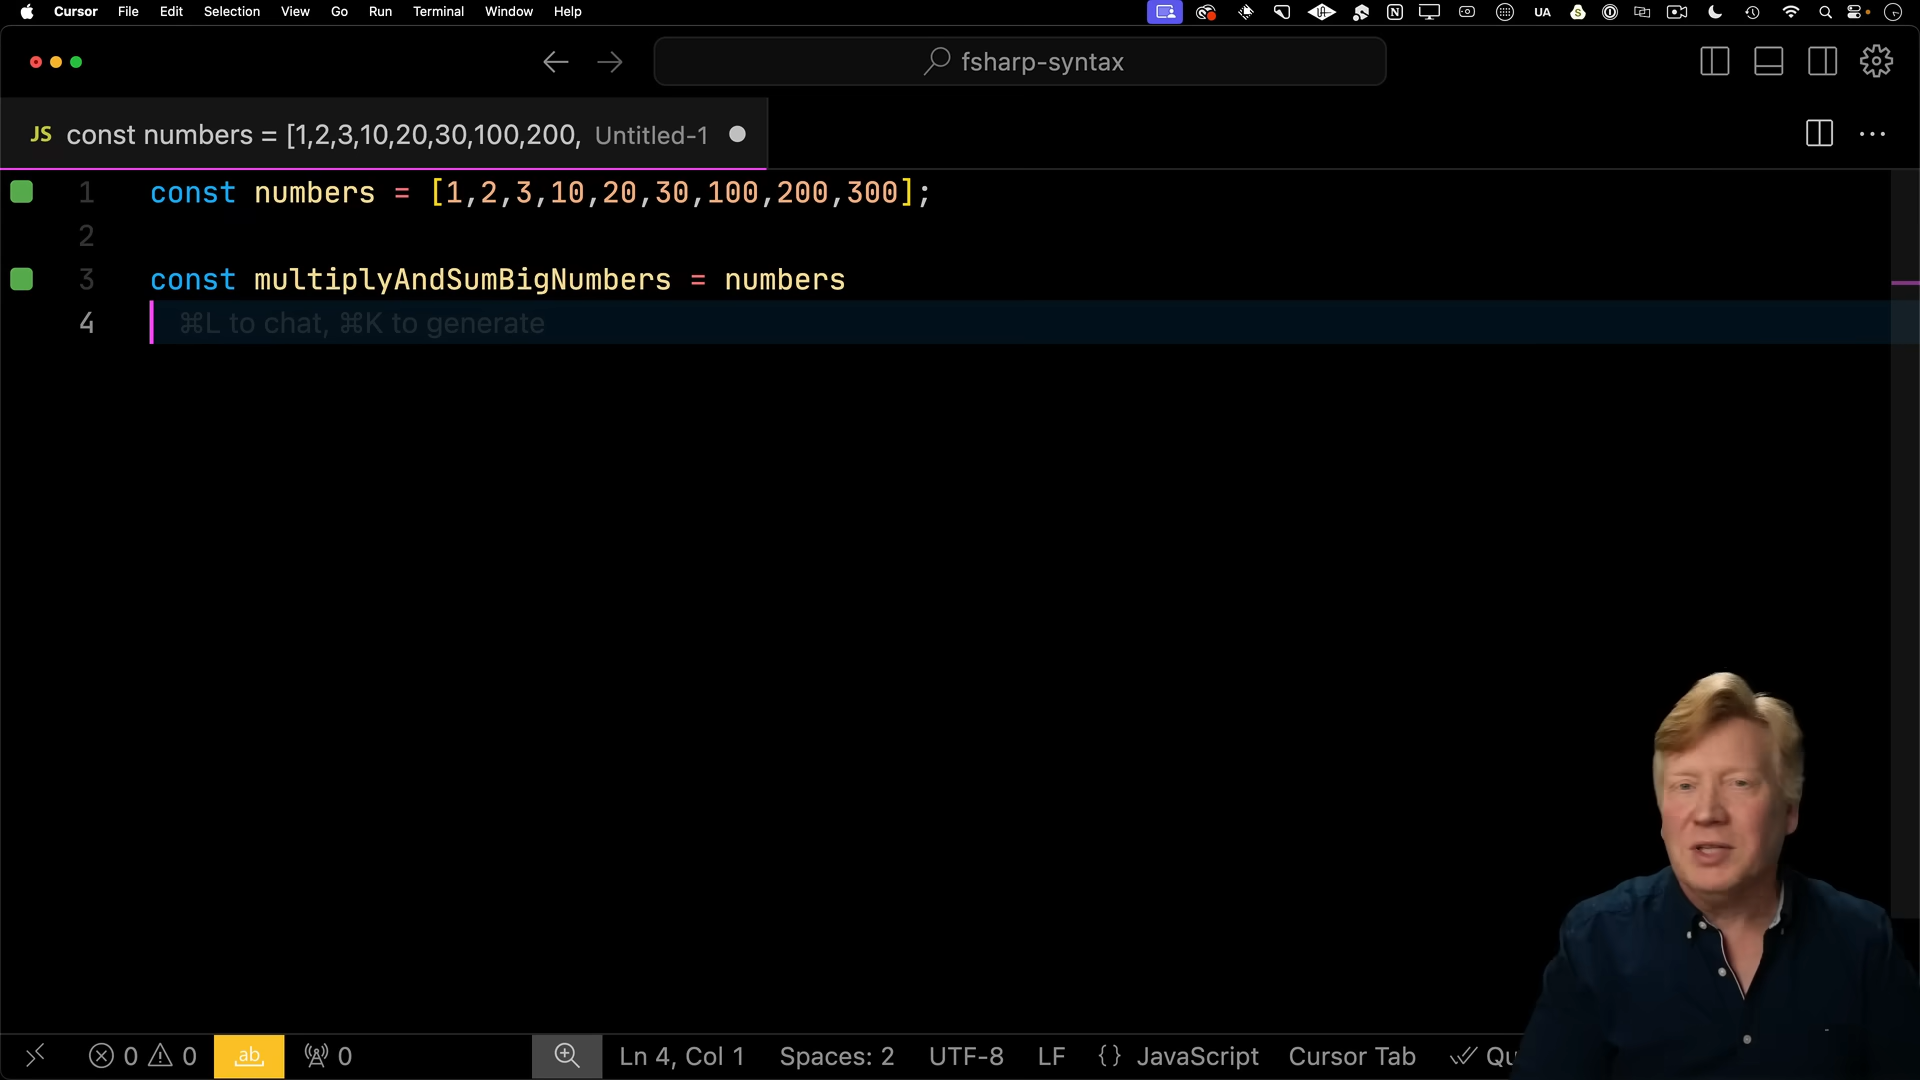 Cursor File Edit Selection View Go Run Terminal Window Help UA
fsharp-syntax
JS const numbers = [1,2,3,10,20,30,100,200, Untitled-1
1 const numbers = [1,2,3,10,20,30,100,200,300];
2
3 const multiplyAndSumBigNumbers = numbers
4 ⌘L to chat, ⌘K to generate
0 0 ab 0 Ln 4, Col 1 Spaces: 2 UTF-8 LF {} JavaScript Cursor Tab Qu